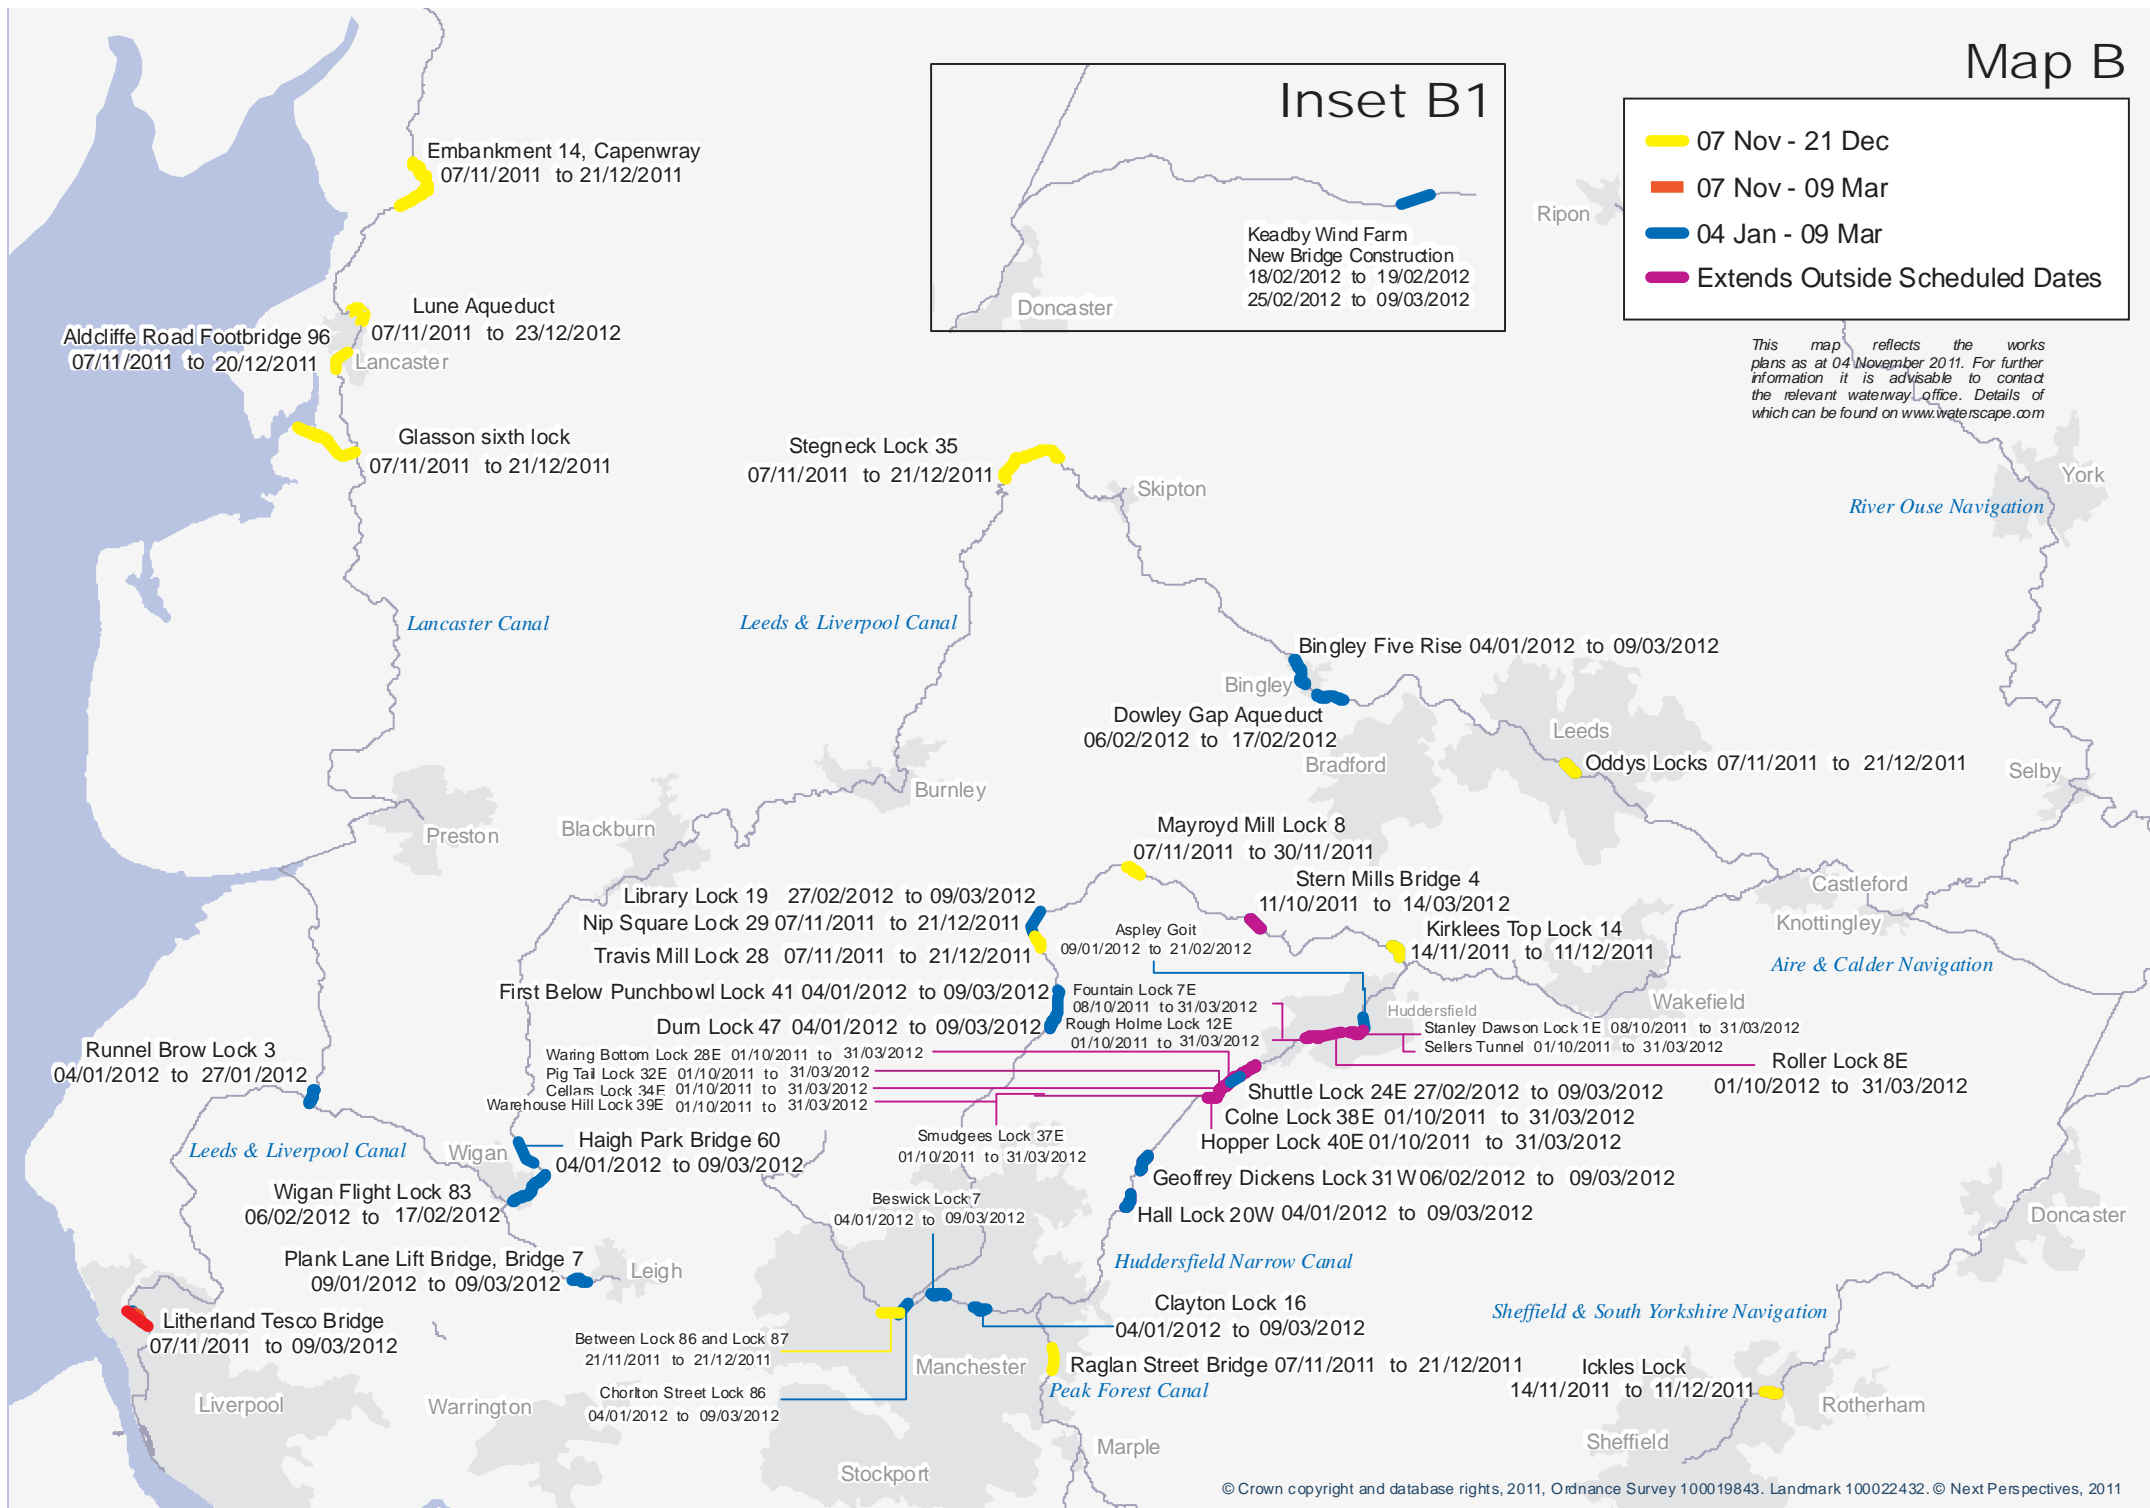 Map B
Inset B1
07 Nov - 21 Dec
07 Nov - 09 Mar
04 Jan - 09 Mar
Extends Outside Scheduled Dates
This map reflects the works
plans as at 04 November 2011. For further
information it is advisable to contact
the relevant waterway office. Details of
which can be found on www.waterscape.com
Keadby Wind Farm
New Bridge Construction
18/02/2012 to 19/02/2012
25/02/2012 to 09/03/2012
Doncaster
Ripon
Embankment 14, Capenwray
07/11/2011 to 21/12/2011
Lune Aqueduct
07/11/2011 to 23/12/2012
Aldcliffe Road Footbridge 96
07/11/2011 to 20/12/2011
Lancaster
Glasson sixth lock
07/11/2011 to 21/12/2011
Stegneck Lock 35
07/11/2011 to 21/12/2011
Skipton
York
River Ouse Navigation
Lancaster Canal
Leeds & Liverpool Canal
Bingley Five Rise 04/01/2012 to 09/03/2012
Bingley
Dowley Gap Aqueduct
06/02/2012 to 17/02/2012
Leeds
Bradford
Oddys Locks 07/11/2011 to 21/12/2011
Selby
Burnley
Blackburn
Preston
Mayroyd Mill Lock 8
07/11/2011 to 30/11/2011
Stern Mills Bridge 4
11/10/2011 to 14/03/2012
Castleford
Knottingley
Library Lock 19 27/02/2012 to 09/03/2012
Nip Square Lock 29 07/11/2011 to 21/12/2011
Travis Mill Lock 28 07/11/2011 to 21/12/2011
Aspley Goit
09/01/2012 to 21/02/2012
Kirklees Top Lock 14
14/11/2011 to 11/12/2011
Aire & Calder Navigation
First Below Punchbowl Lock 41 04/01/2012 to 09/03/2012
Durn Lock 47 04/01/2012 to 09/03/2012
Fountain Lock 7E
08/10/2011 to 31/03/2012
Rough Holme Lock 12E
01/10/2011 to 31/03/2012
Huddersfield
Wakefield
Stanley Dawson Lock 1E 08/10/2011 to 31/03/2012
Sellers Tunnel 01/10/2011 to 31/03/2012
Roller Lock 8E
01/10/2012 to 31/03/2012
Runnel Brow Lock 3
04/01/2012 to 27/01/2012
Waring Bottom Lock 28E 01/10/2011 to 31/03/2012
Pig Tail Lock 32E 01/10/2011 to 31/03/2012
Cellars Lock 34E 01/10/2011 to 31/03/2012
Warehouse Hill Lock 39E 01/10/2011 to 31/03/2012
Shuttle Lock 24E 27/02/2012 to 09/03/2012
Colne Lock 38E 01/10/2011 to 31/03/2012
Hopper Lock 40E 01/10/2011 to 31/03/2012
Smudgees Lock 37E
01/10/2011 to 31/03/2012
Leeds & Liverpool Canal
Wigan
Haigh Park Bridge 60
04/01/2012 to 09/03/2012
Geoffrey Dickens Lock 31W 06/02/2012 to 09/03/2012
Wigan Flight Lock 83
06/02/2012 to 17/02/2012
Beswick Lock 7
04/01/2012 to 09/03/2012
Hall Lock 20W 04/01/2012 to 09/03/2012
Doncaster
Plank Lane Lift Bridge, Bridge 7
09/01/2012 to 09/03/2012
Leigh
Huddersfield Narrow Canal
Litherland Tesco Bridge
07/11/2011 to 09/03/2012
Clayton Lock 16
04/01/2012 to 09/03/2012
Sheffield & South Yorkshire Navigation
Between Lock 86 and Lock 87
21/11/2011 to 21/12/2011
Manchester
Raglan Street Bridge 07/11/2011 to 21/12/2011
Peak Forest Canal
Ickles Lock
14/11/2011 to 11/12/2011
Chorlton Street Lock 86
04/01/2012 to 09/03/2012
Liverpool
Warrington
Rotherham
Sheffield
Marple
Stockport
© Crown copyright and database rights, 2011, Ordnance Survey 100019843. Landmark 100022432. © Next Perspectives, 2011